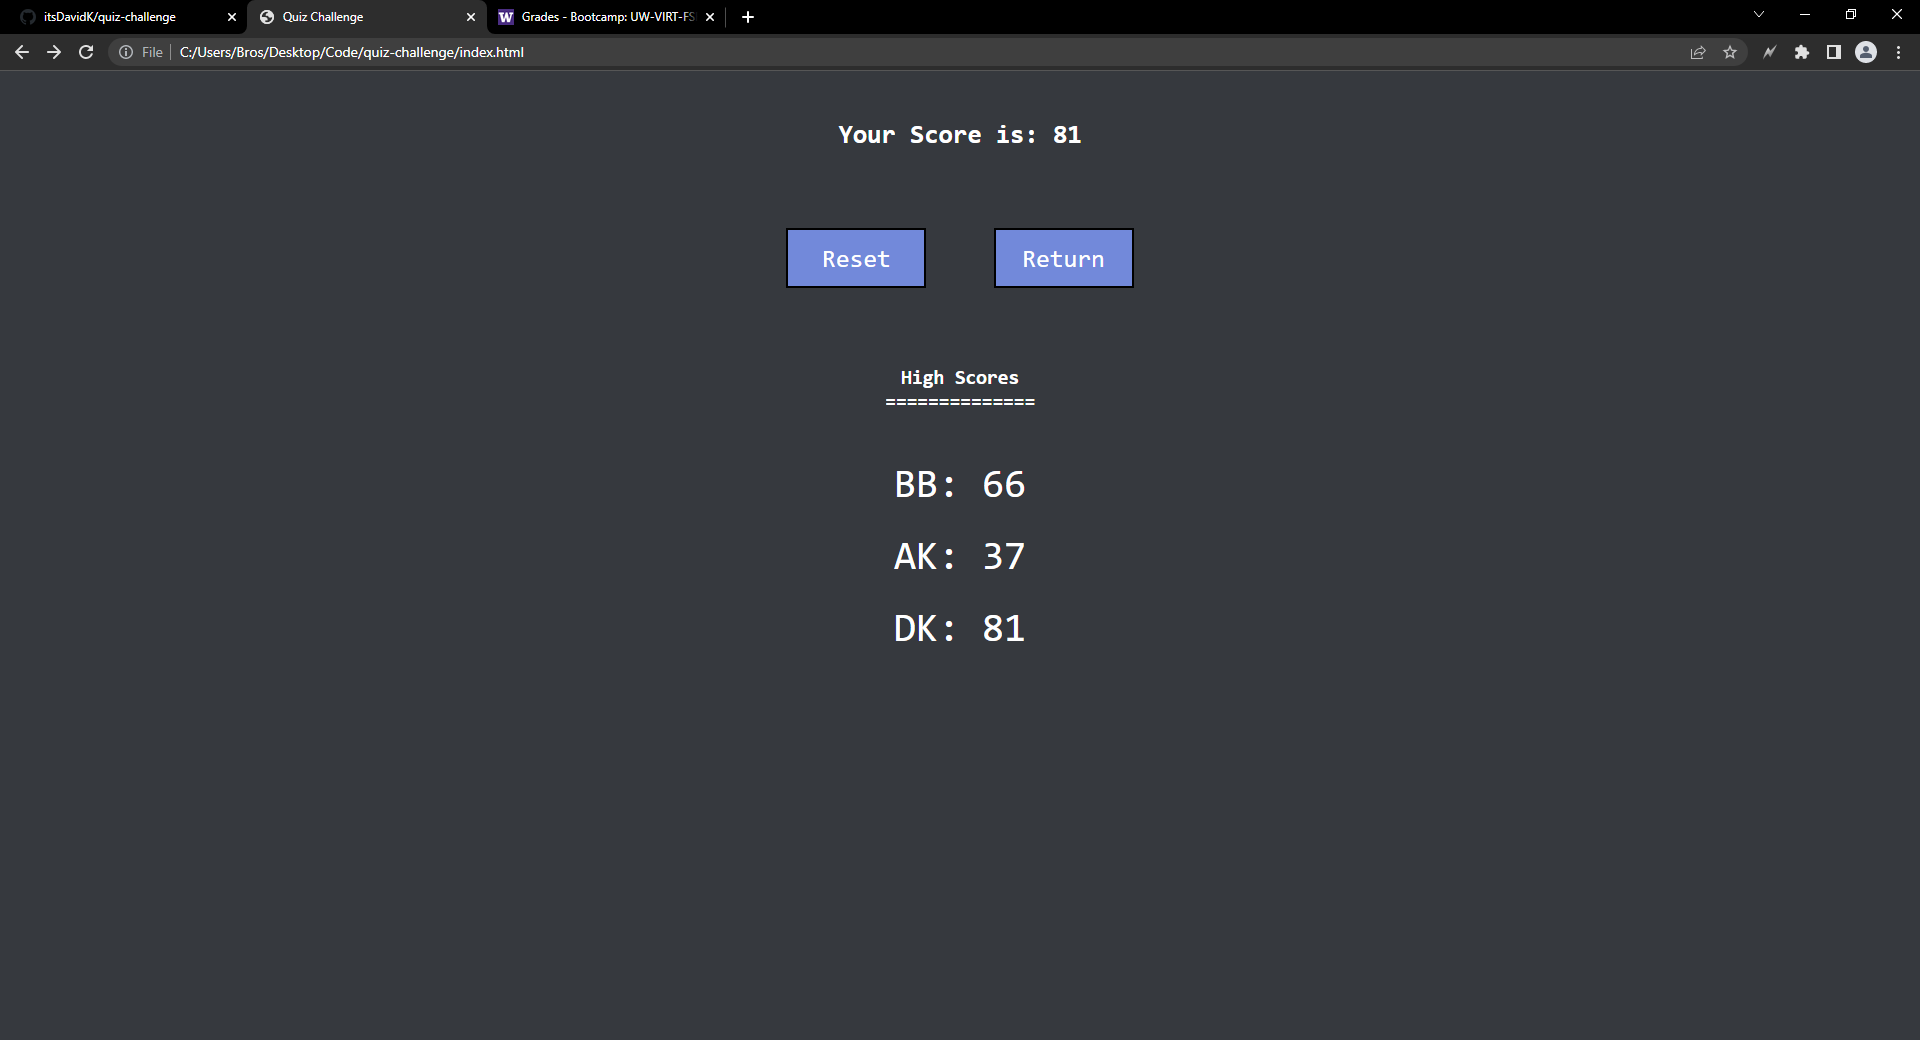 itsDavidK/quiz-challenge
Quiz Challenge
W Grades - Bootcamp: UW-VIRT-FS
File
C:/Users/Bros/Desktop/Code/quiz-challenge/index.html
Your Score is: 81
Reset
Return
High Scores
==============
BB: 66
AK: 37
DK: 81